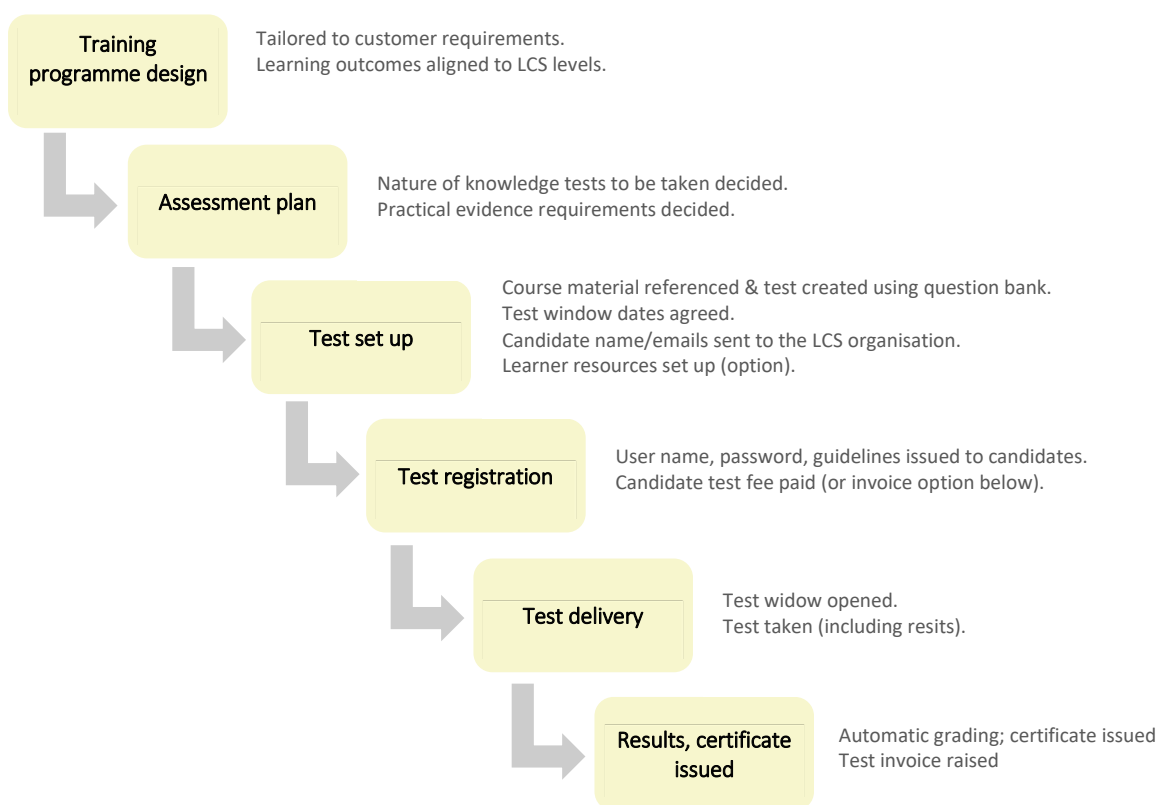 Training
programme design
Tailored to customer requirements.
Learning outcomes aligned to LCS levels.
Assessment plan
Nature of knowledge tests to be taken decided.
Practical evidence requirements decided.
Test set up
Course material referenced & test created using question bank.
Test window dates agreed.
Candidate name/emails sent to the LCS organisation.
Learner resources set up (option).
Test registration
User name, password, guidelines issued to candidates.
Candidate test fee paid (or invoice option below).
Test delivery
Test widow opened.
Test taken (including resits).
Results, certificate
issued
Automatic grading; certificate issued
Test invoice raised